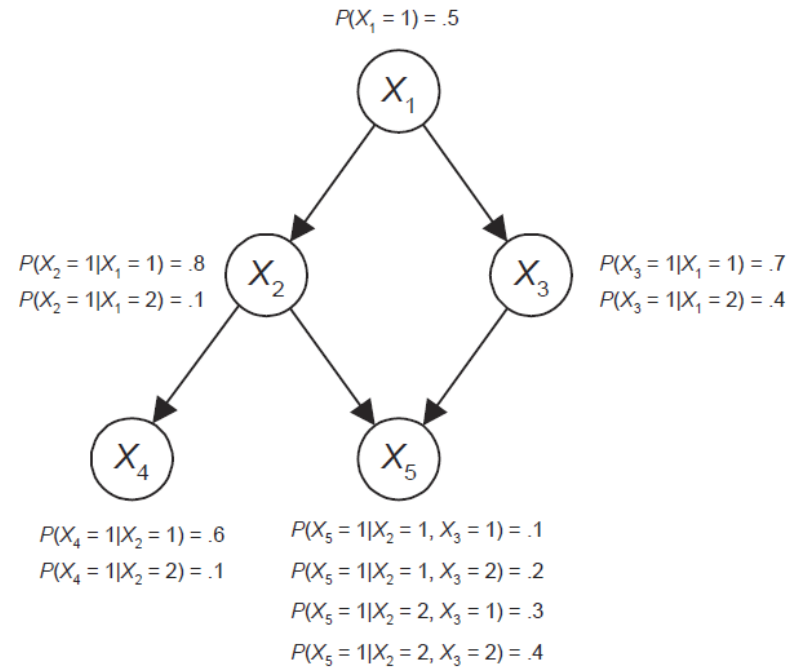 P(X₁ = 1) = .5
X₁
P(X₂ = 1|X₁ = 1) = .8
P(X₂ = 1|X₁ = 2) = .1
X₂
X₃
P(X₃ = 1|X₁ = 1) = .7
P(X₃ = 1|X₁ = 2) = .4
X₄
X₅
P(X₄ = 1|X₂ = 1) = .6
P(X₄ = 1|X₂ = 2) = .1
P(X₅ = 1|X₂ = 1, X₃ = 1) = .1
P(X₅ = 1|X₂ = 1, X₃ = 2) = .2
P(X₅ = 1|X₂ = 2, X₃ = 1) = .3
P(X₅ = 1|X₂ = 2, X₃ = 2) = .4